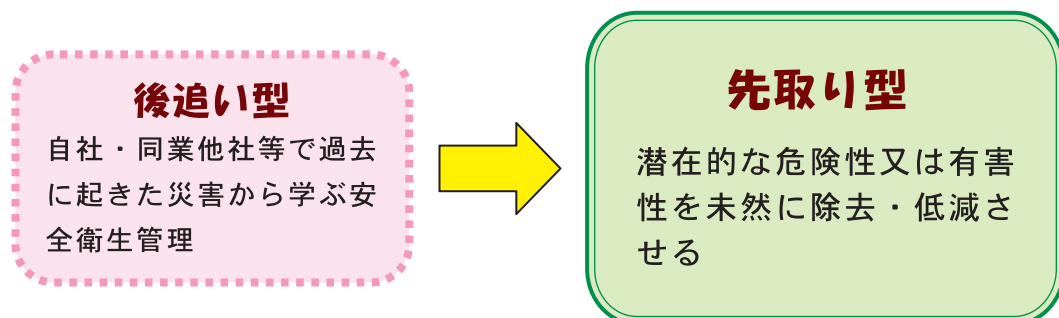 後追い型
自社・同業他社等で過去
に起きた災害から学ぶ安
全衛生管理
先取り型
潜在的な危険性又は有害
性を未然に除去・低減さ
せる